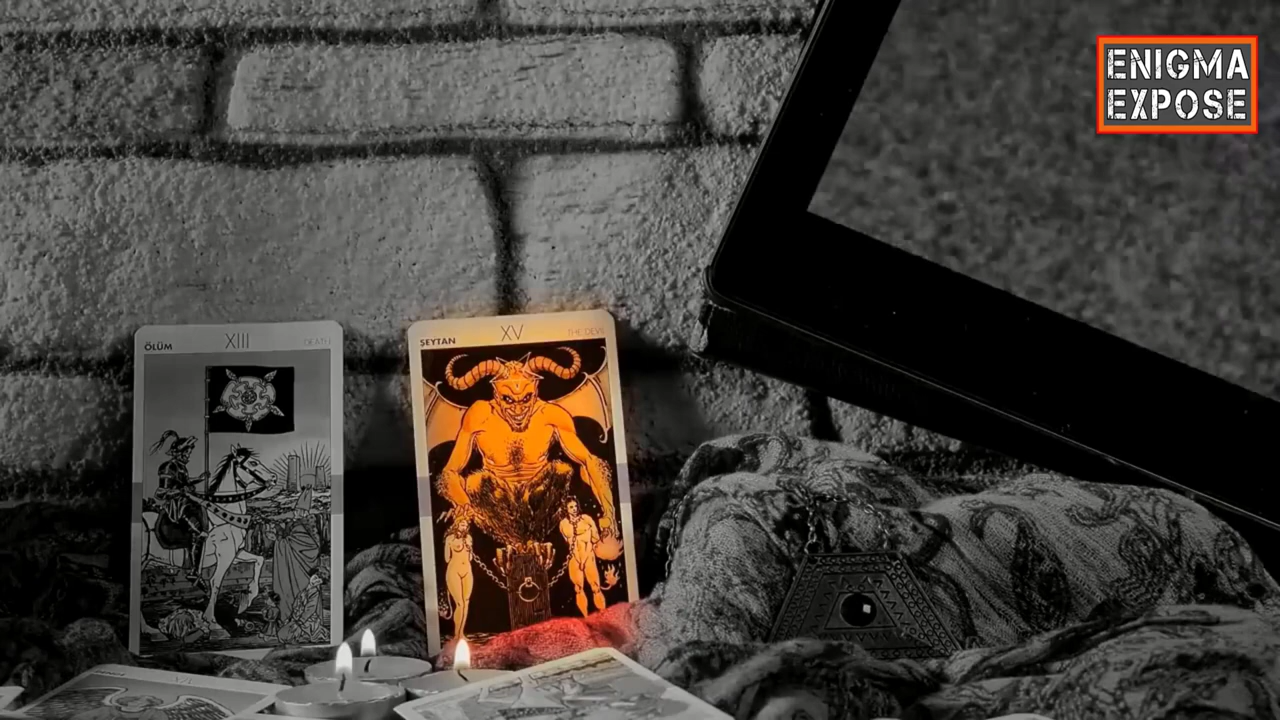 ENIGMA
EXPOSE
ÖLÜM
XIII
DEATH
ŞEYTAN
XV
THE DEVIL